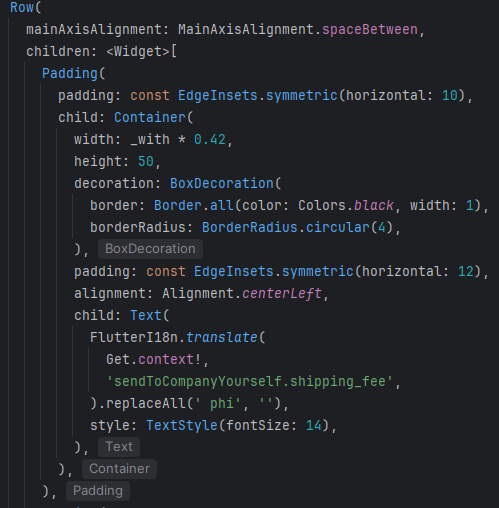 Row(
mainAxisAlignment: MainAxisAlignment.spaceBetween,
children: <Widget>[
Padding(
padding: const EdgeInsets.symmetric(horizontal: 10),
child: Container(
width: _with * 0.42,
height: 50,
decoration: BoxDecoration(
border: Border.all(color: Colors.black, width: 1),
borderRadius: BorderRadius.circular(4),
), BoxDecoration
padding: const EdgeInsets.symmetric(horizontal: 12),
alignment: Alignment.centerLeft,
child: Text(
FlutterI18n.translate(
Get.context!,
'sendToCompanyYourself.shipping_fee',
).replaceAll(' phi', ''),
style: TextStyle(fontSize: 14),
), Text
), Container
), Padding